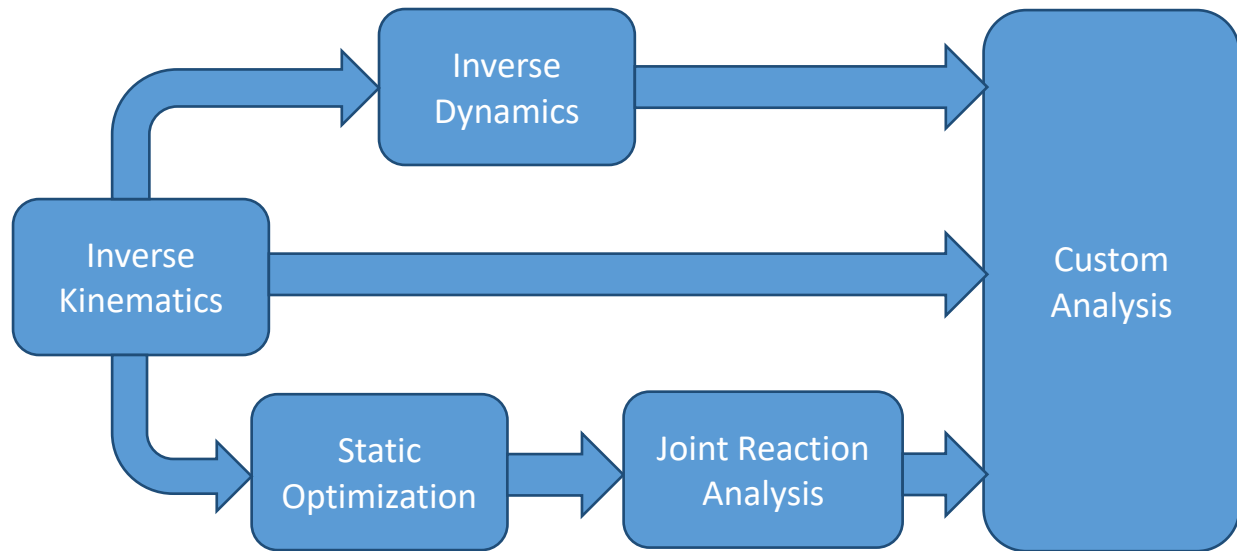 Inverse
Dynamics
Inverse
Kinematics
Custom
Analysis
Static
Optimization
Joint Reaction
Analysis